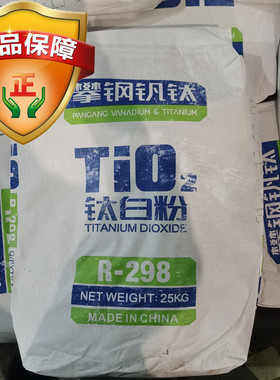 品保障
正
攀钢钒钛
PANGANG VANADIUM & TITANIUM
TiO₂
钛白粉
TITANIUM DIOXIDE
R-298
NET WEIGHT: 25KG
MADE IN CHINA